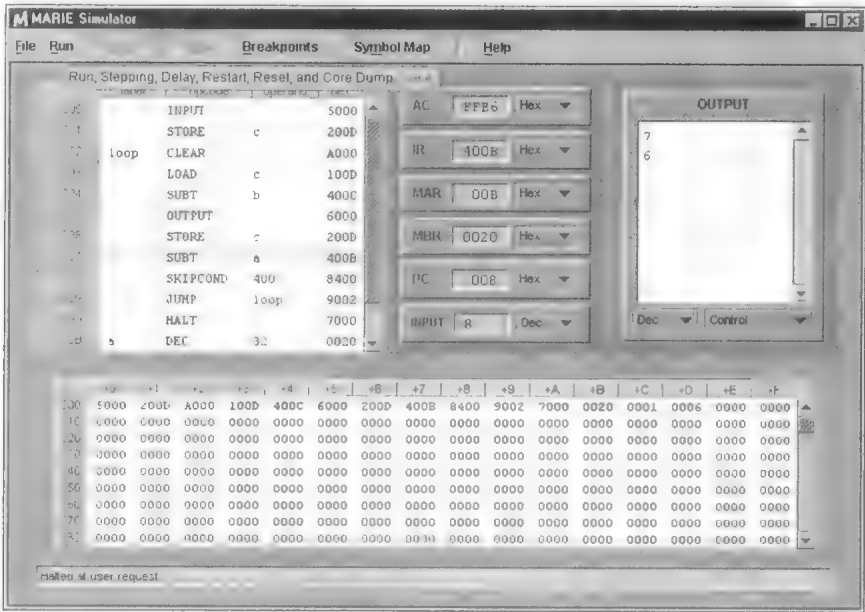 MARIE Simulator
File Run Breakpoints Symbol Map Help
Run, Stepping, Delay, Restart, Reset, and Core Dump
label opcode operand hex
INPUT 5000
STORE c 200D
loop CLEAR A000
LOAD c 100D
SUBT b 400C
OUTPUT 6000
STORE c 200D
SUBT a 400B
SKIPCOND 400 8400
JUMP loop 9002
HALT 7000
a DEC 32 0020
AC FFE6 Hex
IR 400B Hex
MAR 00B Hex
MBR 0020 Hex
PC 008 Hex
INPUT 8 Dec
OUTPUT
7
6
Dec Control
+0 +1 +2 +3 +4 +5 +6 +7 +8 +9 +A +B +C +D +E +F
5000 200D A000 100D 400C 6000 200D 400B 8400 9002 7000 0020 0001 0006 0000 0000
0000 0000 0000 0000 0000 0000 0000 0000 0000 0000 0000 0000 0000 0000 0000 0000
0000 0000 0000 0000 0000 0000 0000 0000 0000 0000 0000 0000 0000 0000 0000 0000
0000 0000 0000 0000 0000 0000 0000 0000 0000 0000 0000 0000 0000 0000 0000 0000
40 0000 0000 0000 0000 0000 0000 0000 0000 0000 0000 0000 0000 0000 0000 0000 0000
50 0000 0000 0000 0000 0000 0000 0000 0000 0000 0000 0000 0000 0000 0000 0000 0000
0000 0000 0000 0000 0000 0000 0000 0000 0000 0000 0000 0000 0000 0000 0000 0000
70 0000 0000 0000 0000 0000 0000 0000 0000 0000 0000 0000 0000 0000 0000 0000 0000
0000 0000 0000 0000 0000 0000 0000 0000 0000 0000 0000 0000 0000 0000 0000 0000
Halted at user request